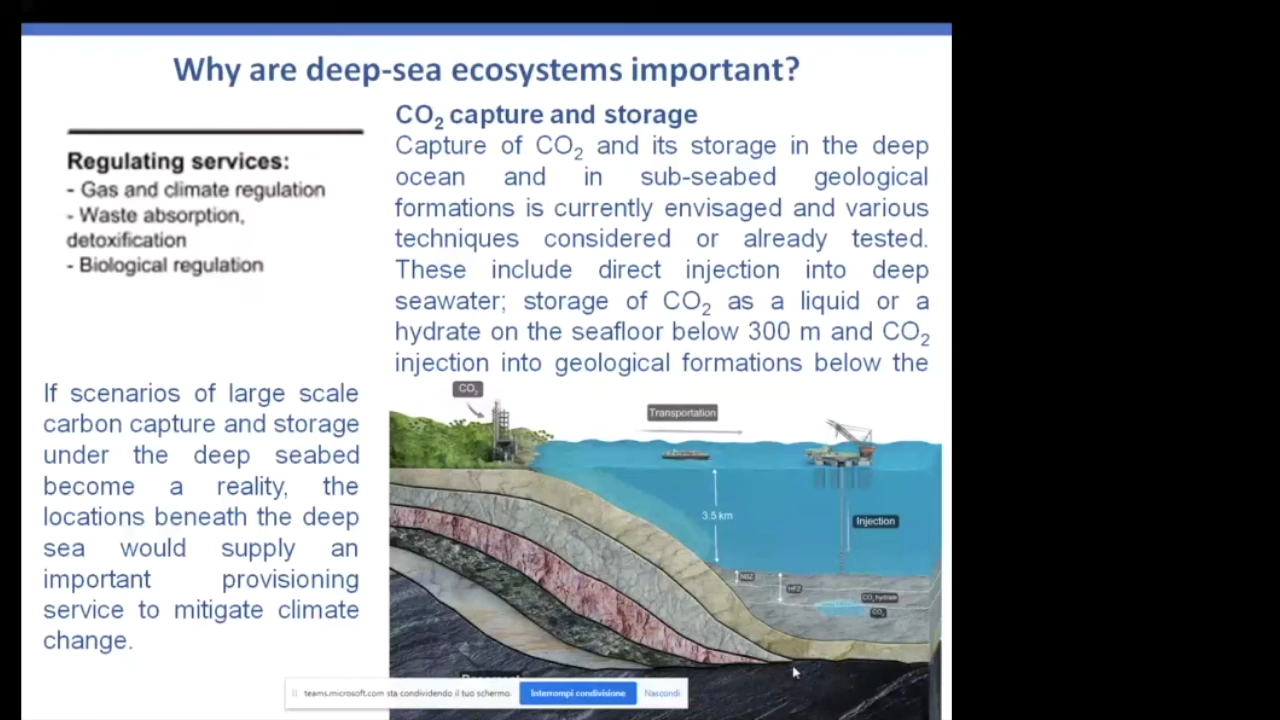 Why are deep-sea ecosystems important?
Regulating services:
- Gas and climate regulation
- Waste absorption,
detoxification
- Biological regulation
If scenarios of large scale
carbon capture and storage
under the deep seabed
become a reality, the
locations beneath the deep
sea would supply an
important provisioning
service to mitigate climate
change.
CO₂ capture and storage
Capture of CO₂ and its storage in the deep
ocean and in sub-seabed geological
formations is currently envisaged and various
techniques considered or already tested.
These include direct injection into deep
seawater; storage of CO₂ as a liquid or a
hydrate on the seafloor below 300 m and CO₂
injection into geological formations below the
CO₂
Transportation
3.5 km
Injection
NBZ
HFZ
CO₂ hydrate
CO₂
teams.microsoft.com sta condividendo il tuo schermo.
Interrompi condivisione
Nascondi